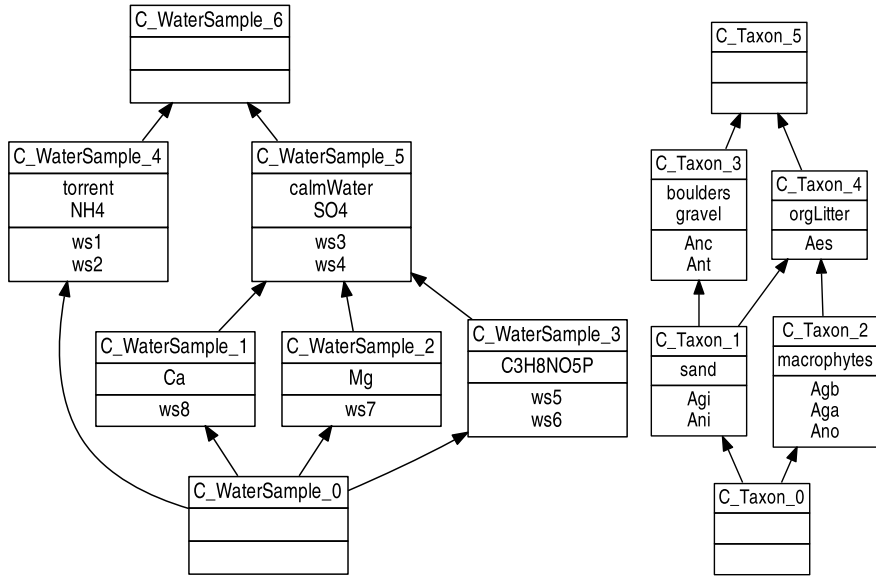 C_WaterSample_6
C_WaterSample_4
torrent
NH4
ws1
ws2
C_WaterSample_5
calmWater
SO4
ws3
ws4
C_WaterSample_1
Ca
ws8
C_WaterSample_2
Mg
ws7
C_WaterSample_3
C3H8NO5P
ws5
ws6
C_WaterSample_0
C_Taxon_5
C_Taxon_3
boulders
gravel
Anc
Ant
C_Taxon_4
orgLitter
Aes
C_Taxon_1
sand
Agi
Ani
C_Taxon_2
macrophytes
Agb
Aga
Ano
C_Taxon_0